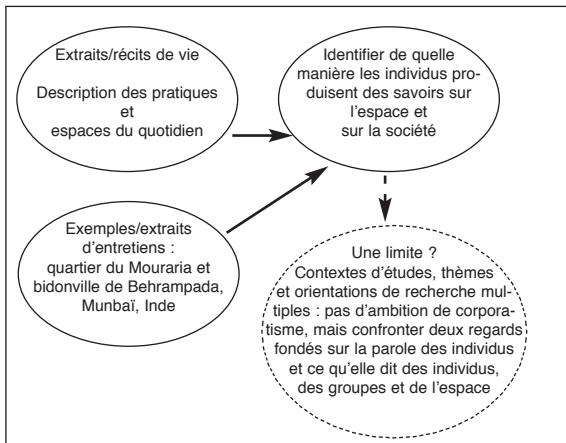 Extraits/récits de vie
Description des pratiques
et
espaces du quotidien
Identifier de quelle
manière les individus pro-
duisent des savoirs sur
l'espace et
sur la société
Exemples/extraits
d'entretiens :
quartier du Mouraria et
bidonville de Behrampada,
Munbaï, Inde
Une limite ?
Contextes d'études, thèmes
et orientations de recherche mul-
tiples : pas d'ambition de corpora-
tisme, mais confronter deux regards
fondés sur la parole des individus
et ce qu'elle dit des individus,
des groupes et de l'espace